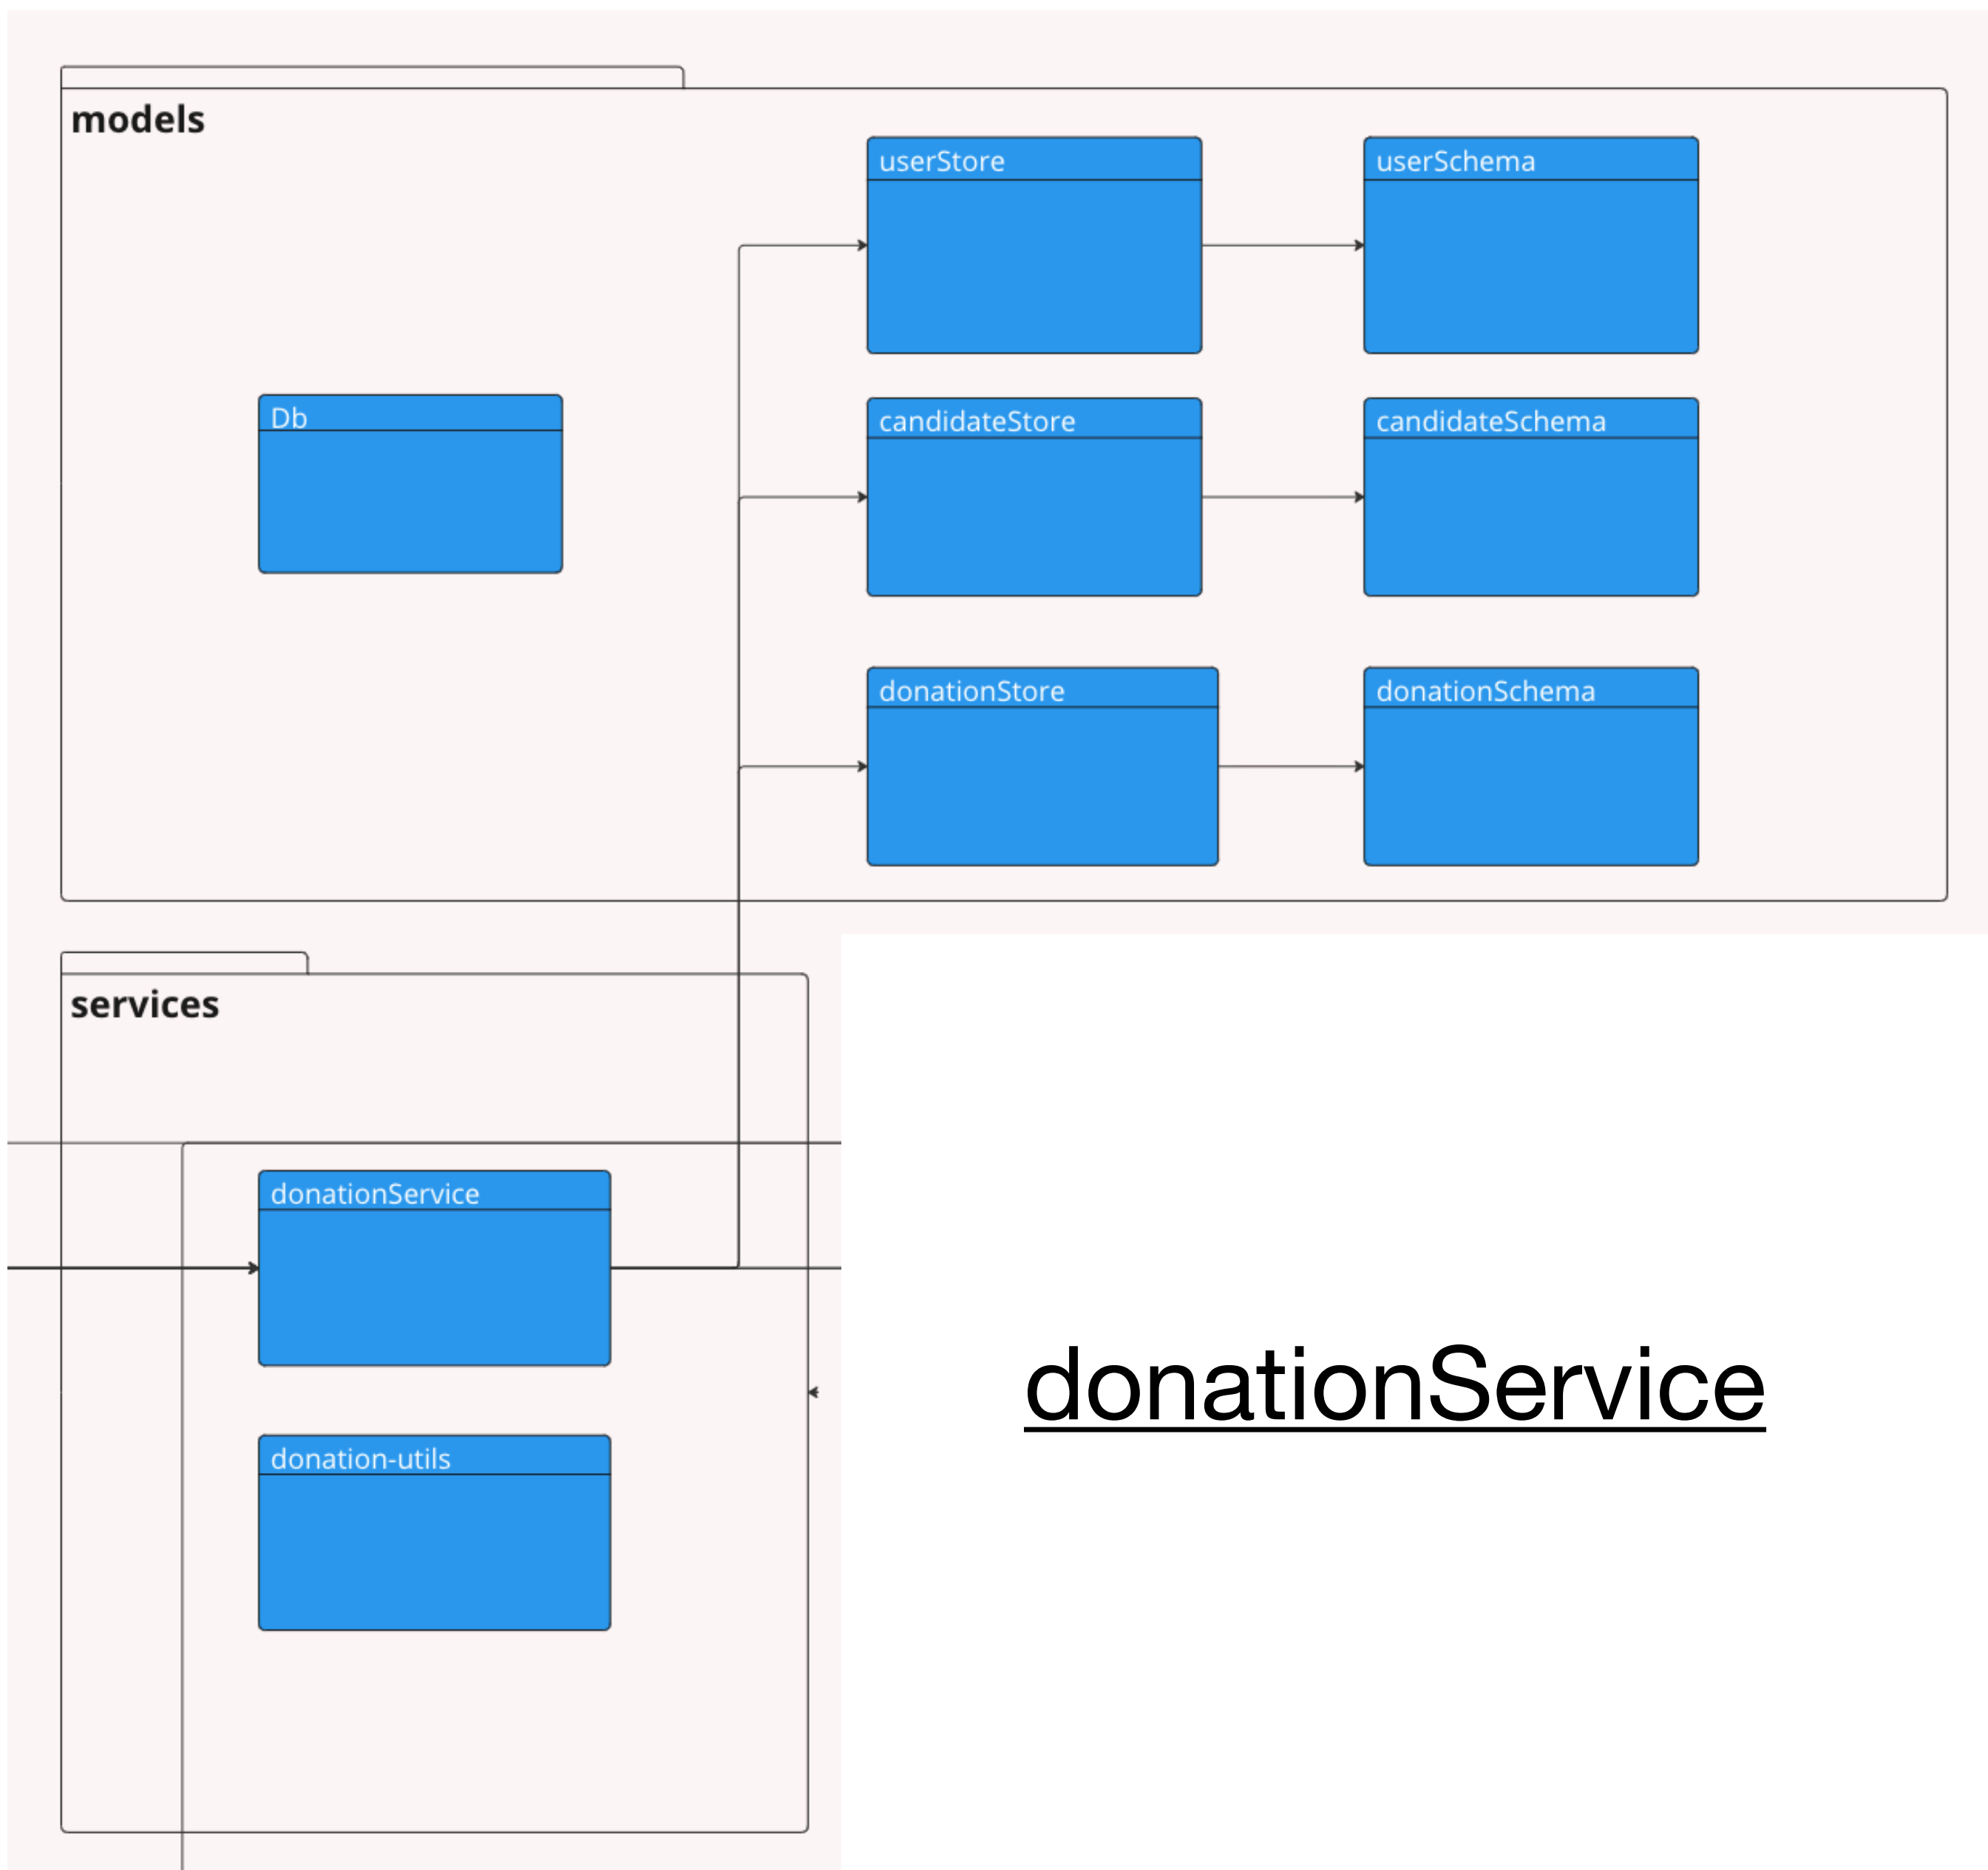 models
userStore
userSchema
Db
candidateStore
candidateSchema
donationStore
donationSchema
services
donationService
donation-utils
donationService